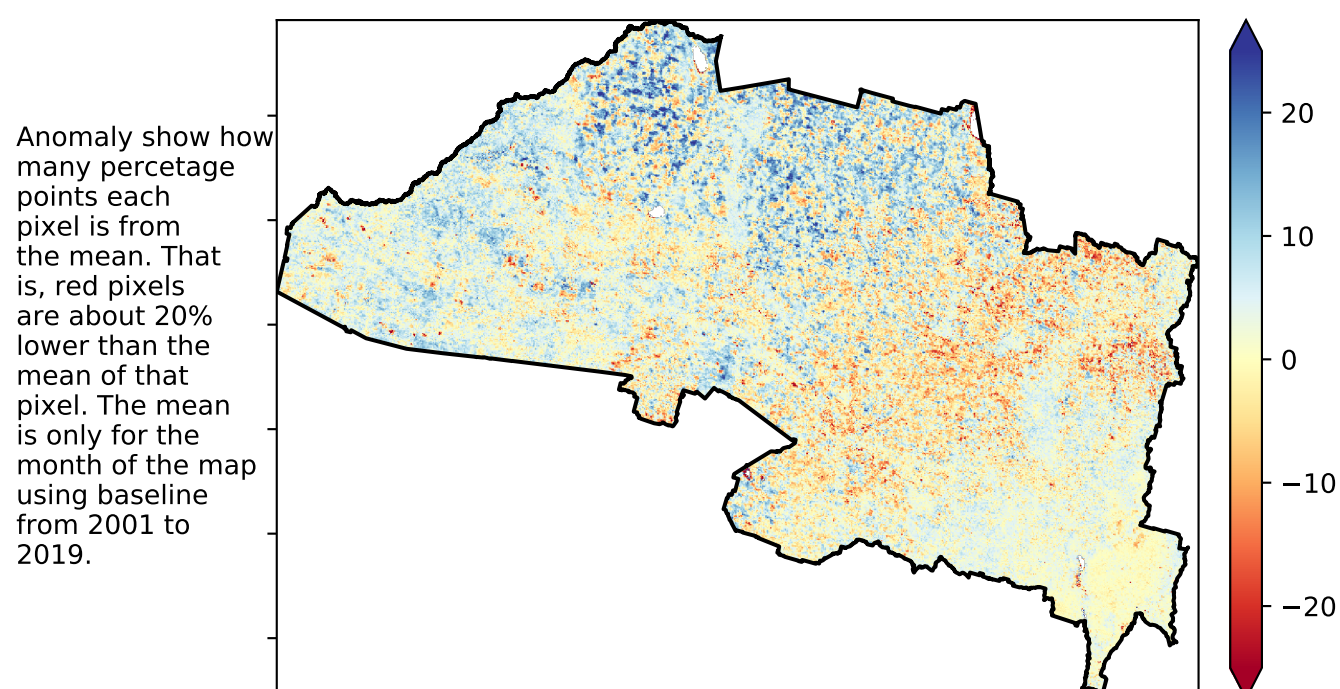 Anomaly show how
many percetage
points each
pixel is from
the mean. That
is, red pixels
are about 20%
lower than the
mean of that
pixel. The mean
is only for the
month of the map
using baseline
from 2001 to
2019.
20
10
0
−10
−20